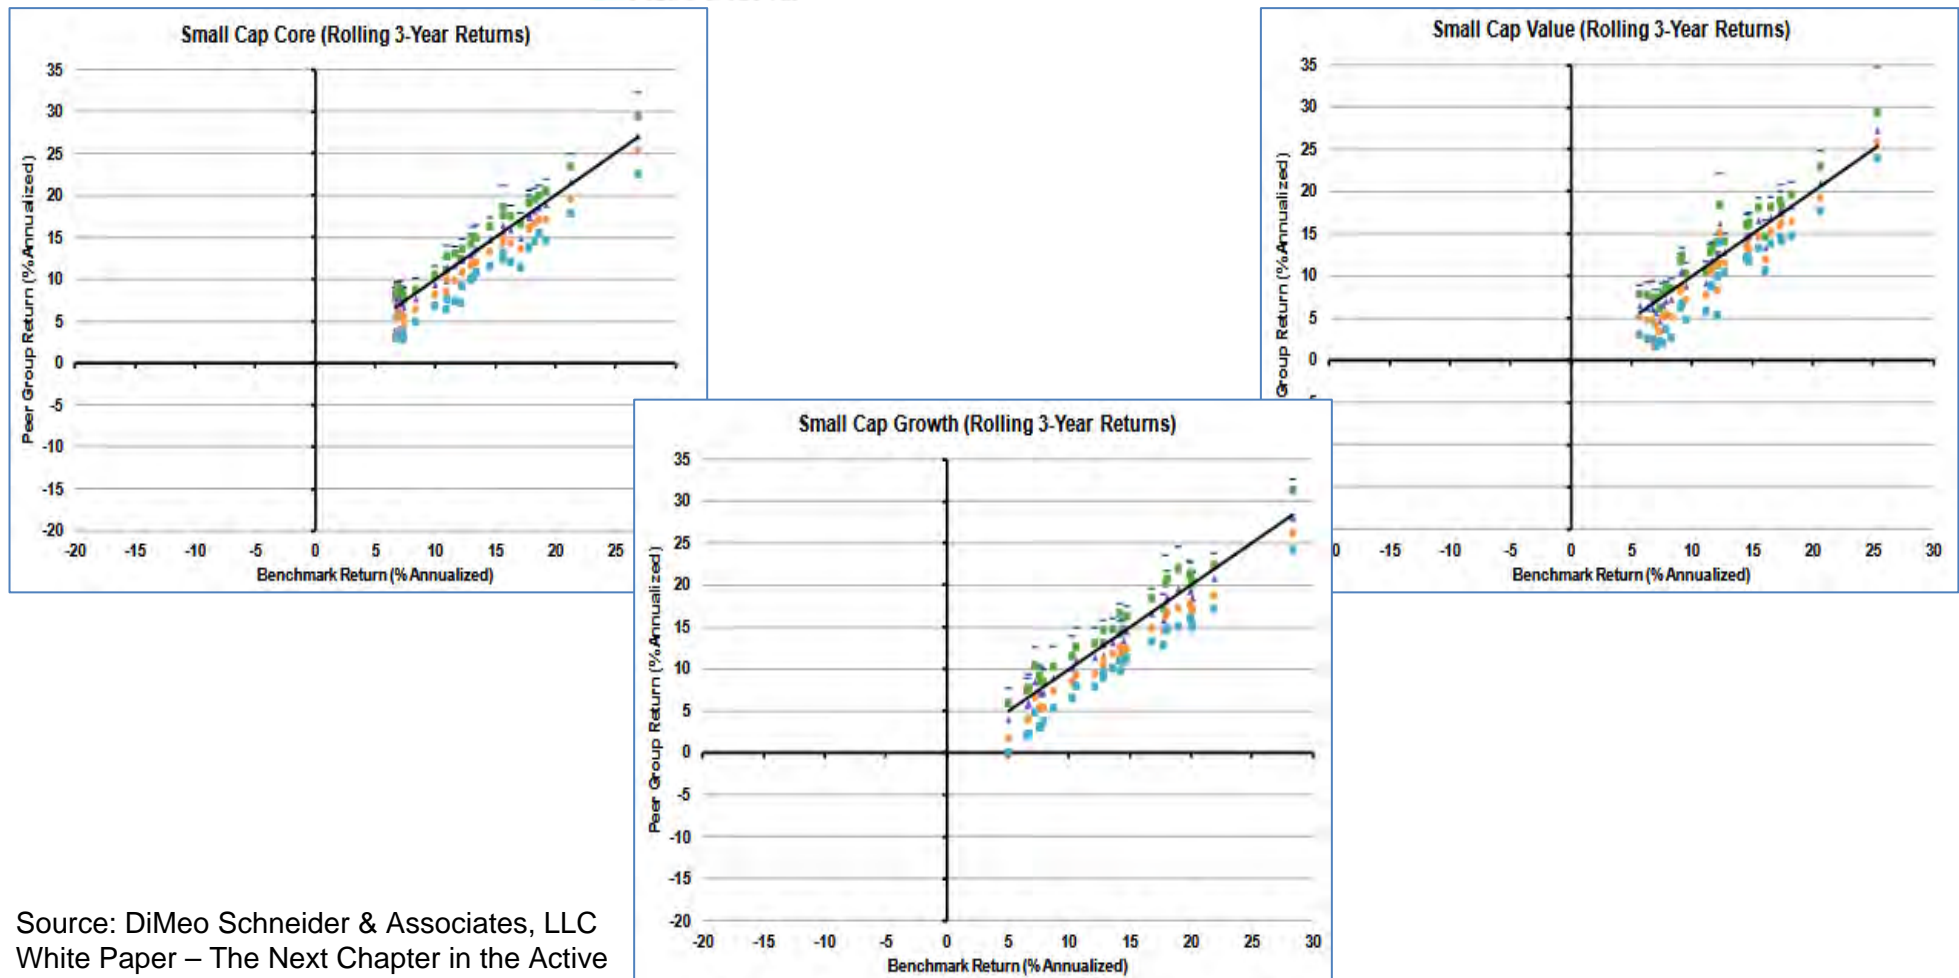 Small Cap Core (Rolling 3-Year Returns)
35
30
25
20
15
10
5
0
-5
-10
-15
-20
Peer Group Return (% Annualized)
-20 -15 -10 -5 0 5 10 15 20 25
Benchmark Return (% Annualized)
Small Cap Value (Rolling 3-Year Returns)
35
30
25
20
15
10
5
0
Group Return (% Annualized)
-15 -10 -5 0 5 10 15 20 25 30
Benchmark Return (% Annualized)
Small Cap Growth (Rolling 3-Year Returns)
35
30
25
20
15
10
5
0
-5
-10
-15
-20
Peer Group Return (% Annualized)
-20 -15 -10 -5 0 5 10 15 20 25 30
Benchmark Return (% Annualized)
Source: DiMeo Schneider & Associates, LLC
White Paper – The Next Chapter in the Active